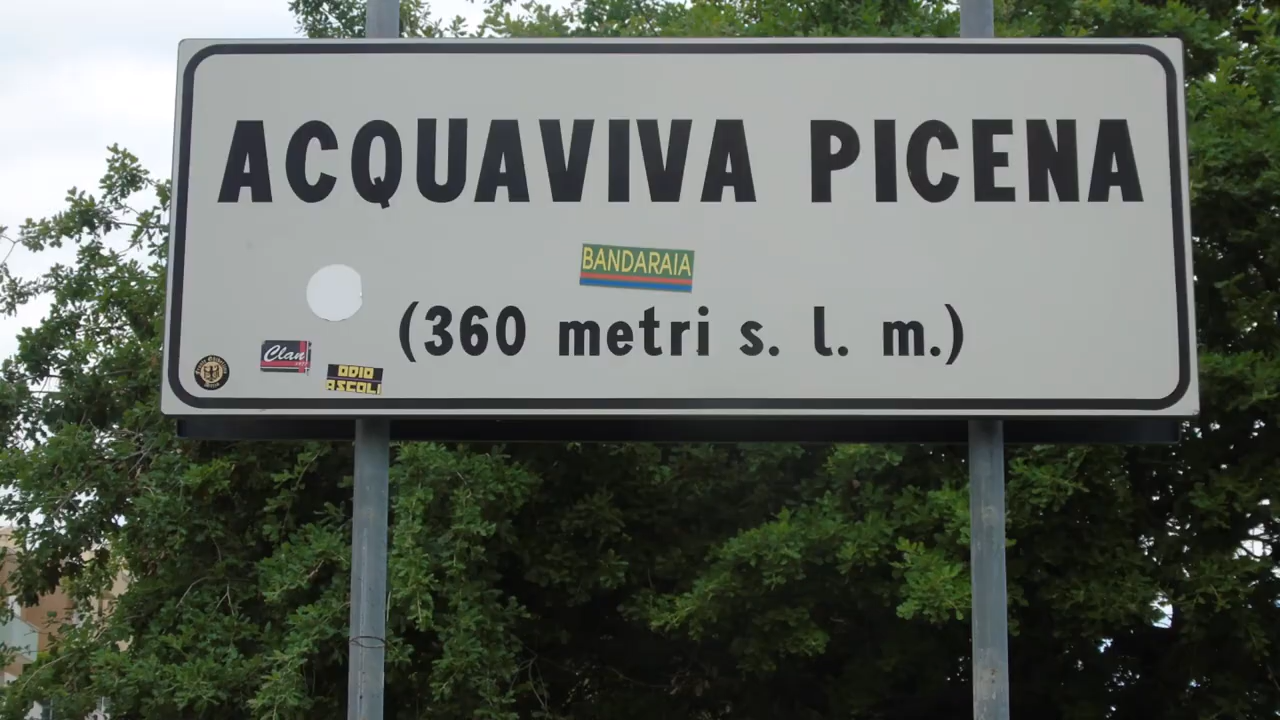 ACQUAVIVA PICENA
BANDARAIA
(360 metri s. l. m.)
Clan
ODIO
ASCOLI